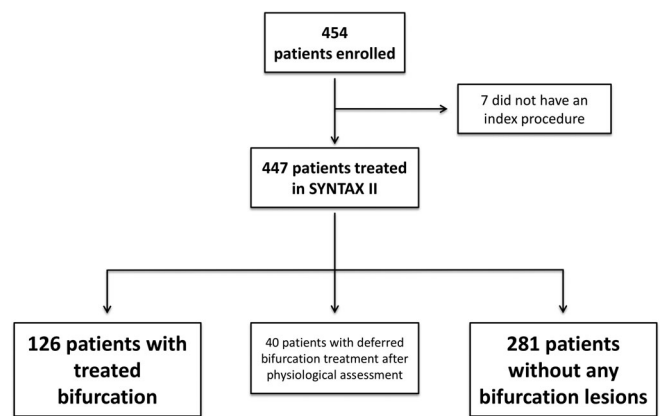 454
patients enrolled
7 did not have an
index procedure
447 patients treated
in SYNTAX II
126 patients with
treated
bifurcation
40 patients with deferred
bifurcation treatment after
physiological assessment
281 patients
without any
bifurcation lesions